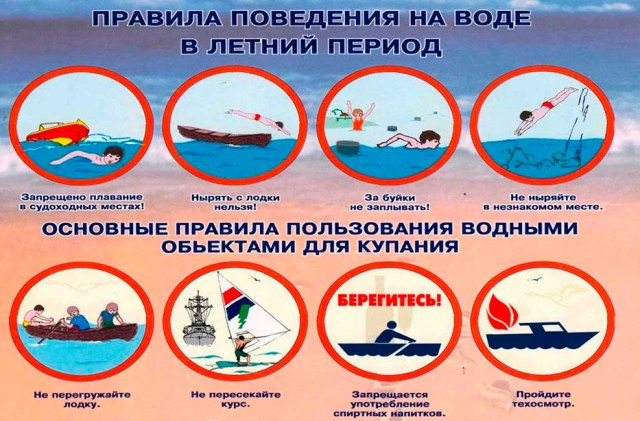 ПРАВИЛА ПОВЕДЕНИЯ НА ВОДЕ
В ЛЕТНИЙ ПЕРИОД
Запрещено плавание
в судоходных местах!
Нырять с лодки
нельзя!
За буйки
не заплывать!
Не ныряйте
в незнакомом месте.
ОСНОВНЫЕ ПРАВИЛА ПОЛЬЗОВАНИЯ ВОДНЫМИ
ОБЬЕКТАМИ ДЛЯ КУПАНИЯ
БЕРЕГИТЕСЬ!
Не перегружайте
лодку.
Не пересекайте
курс.
Запрещается
употребление
спиртных напитков.
Пройдите
техосмотр.